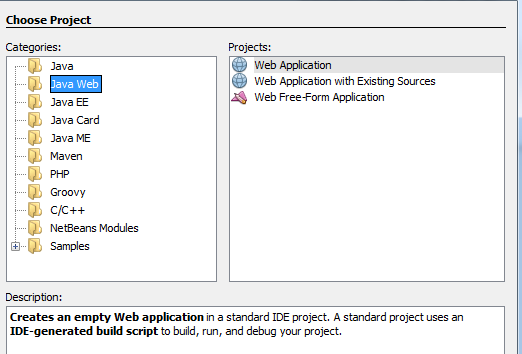 Choose Project
Categories:
Java
Java Web
Java EE
Java Card
Java ME
Maven
PHP
Groovy
C/C++
NetBeans Modules
Samples
Projects:
Web Application
Web Application with Existing Sources
Web Free-Form Application
Description:
Creates an empty Web application in a standard IDE project. A standard project uses an
IDE-generated build script to build, run, and debug your project.